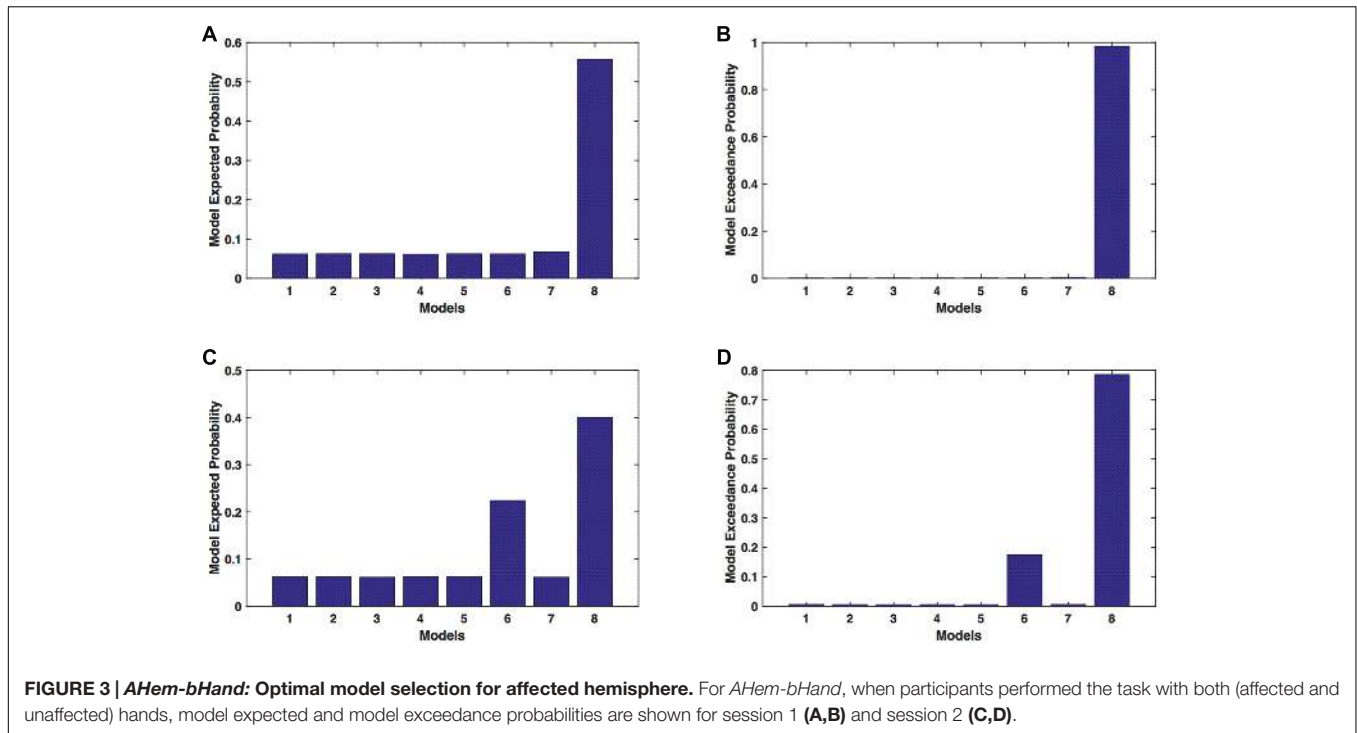 A
Model Expected Probability
0.6
0.5
0.4
0.3
0.2
0.1
0
1 2 3 4 5 6 7 8
Models
B
Model Exceedance Probability
1
0.8
0.6
0.4
0.2
0
1 2 3 4 5 6 7 8
Models
C
Model Expected Probability
0.5
0.4
0.3
0.2
0.1
0
1 2 3 4 5 6 7 8
Models
D
Model Exceedance Probability
0.8
0.7
0.6
0.5
0.4
0.3
0.2
0.1
0
1 2 3 4 5 6 7 8
Models
FIGURE 3 | AHem-bHand: Optimal model selection for affected hemisphere. For AHem-bHand, when participants performed the task with both (affected and
unaffected) hands, model expected and model exceedance probabilities are shown for session 1 (A,B) and session 2 (C,D).